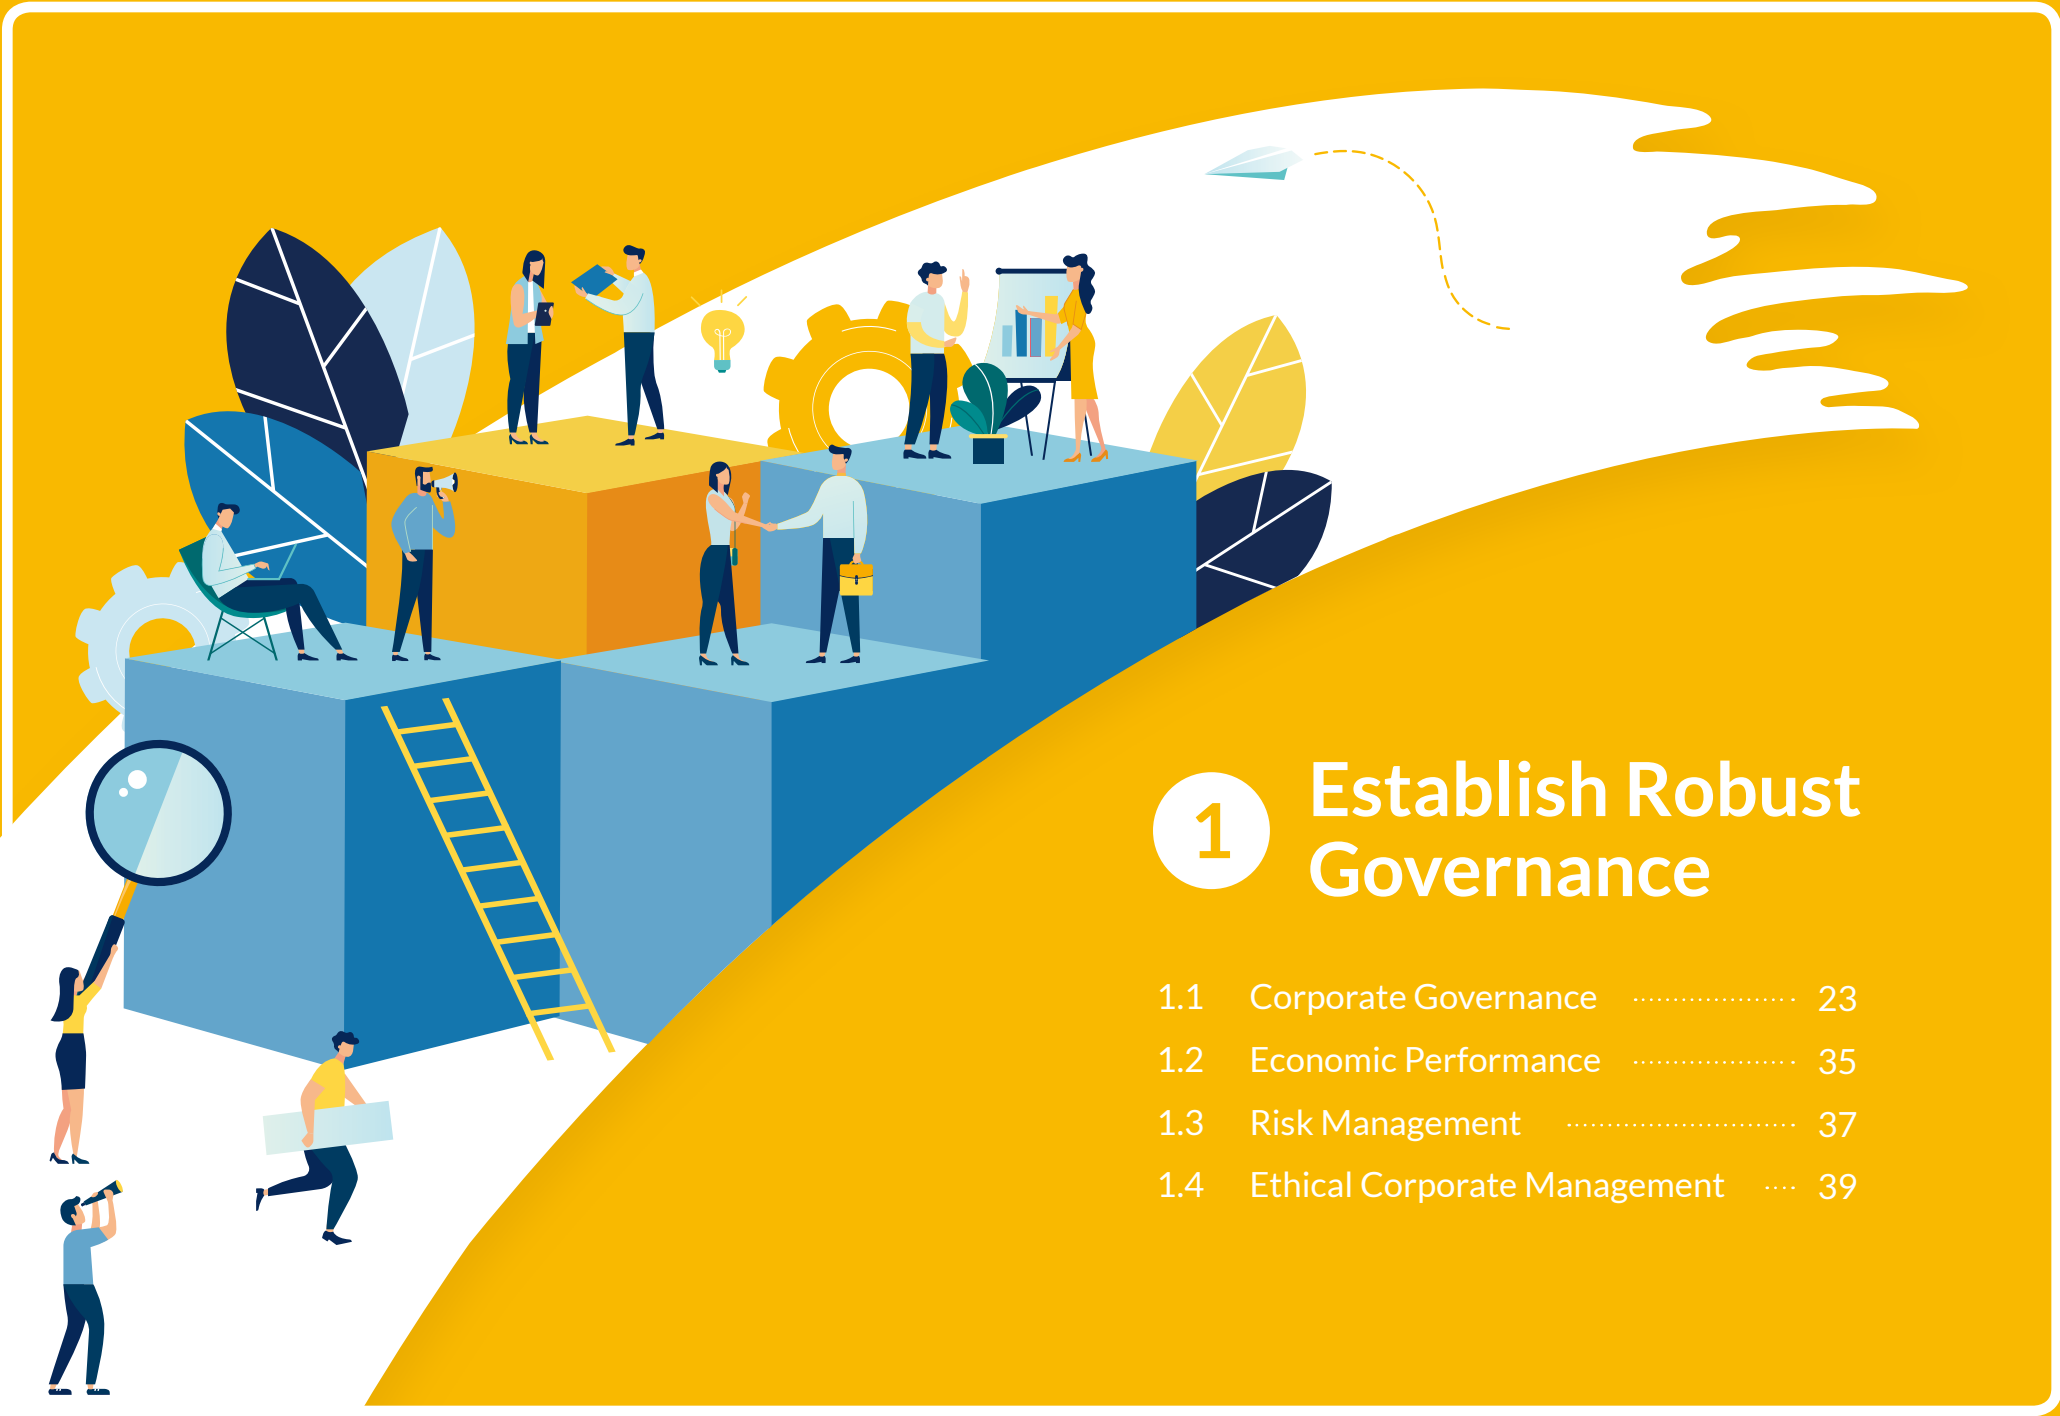 1
Establish Robust
Governance
1.1 Corporate Governance 23
1.2 Economic Performance 35
1.3 Risk Management 37
1.4 Ethical Corporate Management 39